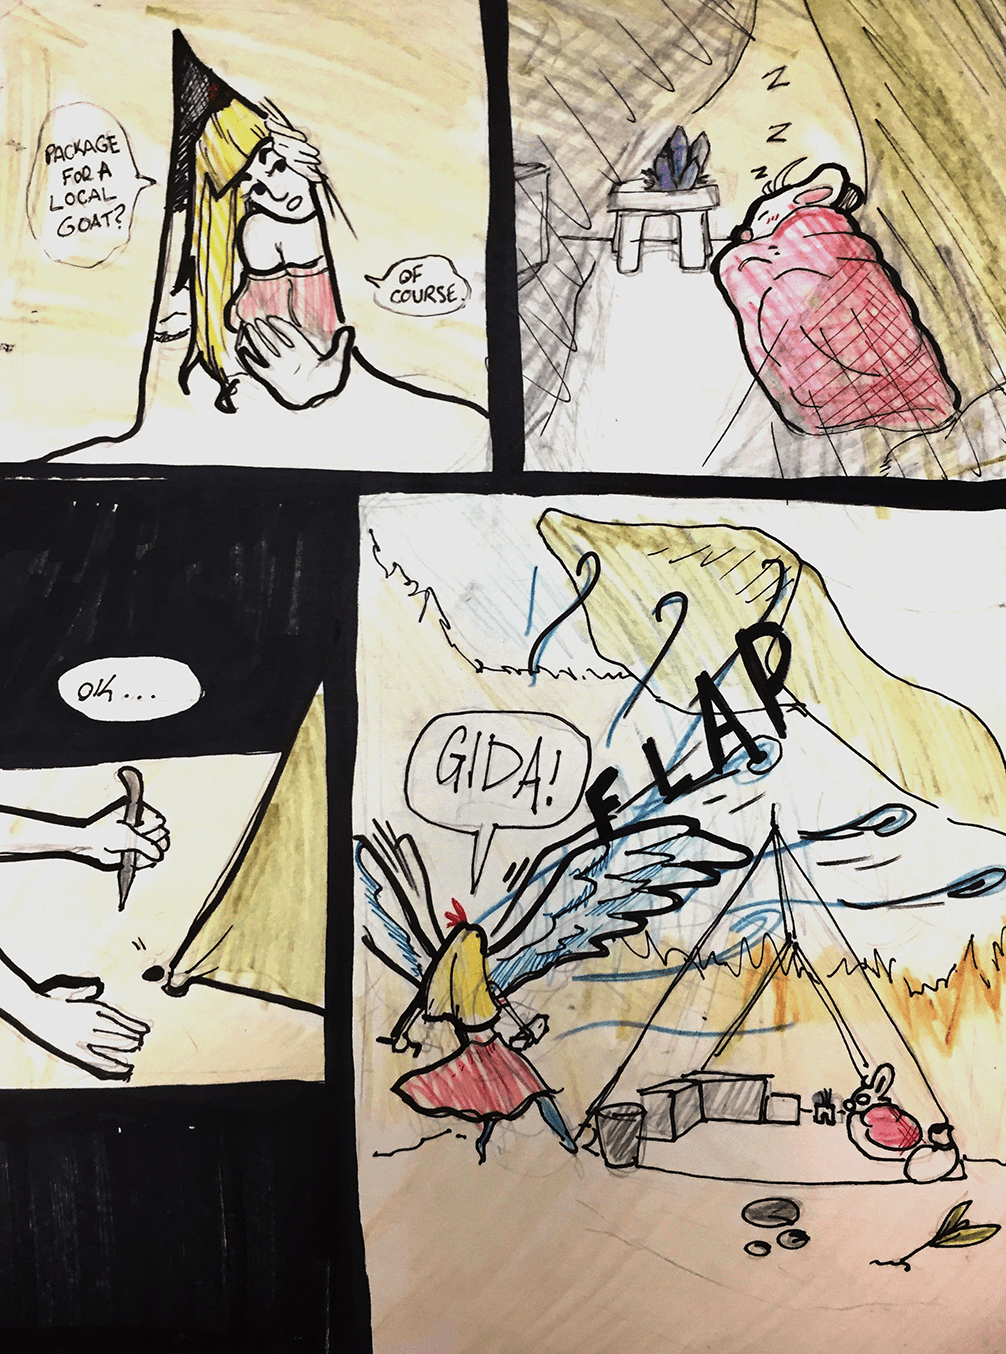 PACKAGE
FOR A
LOCAL
GOAT?
OF
COURSE.
Z
Z
Z
OK...
GIDA!
FLAP